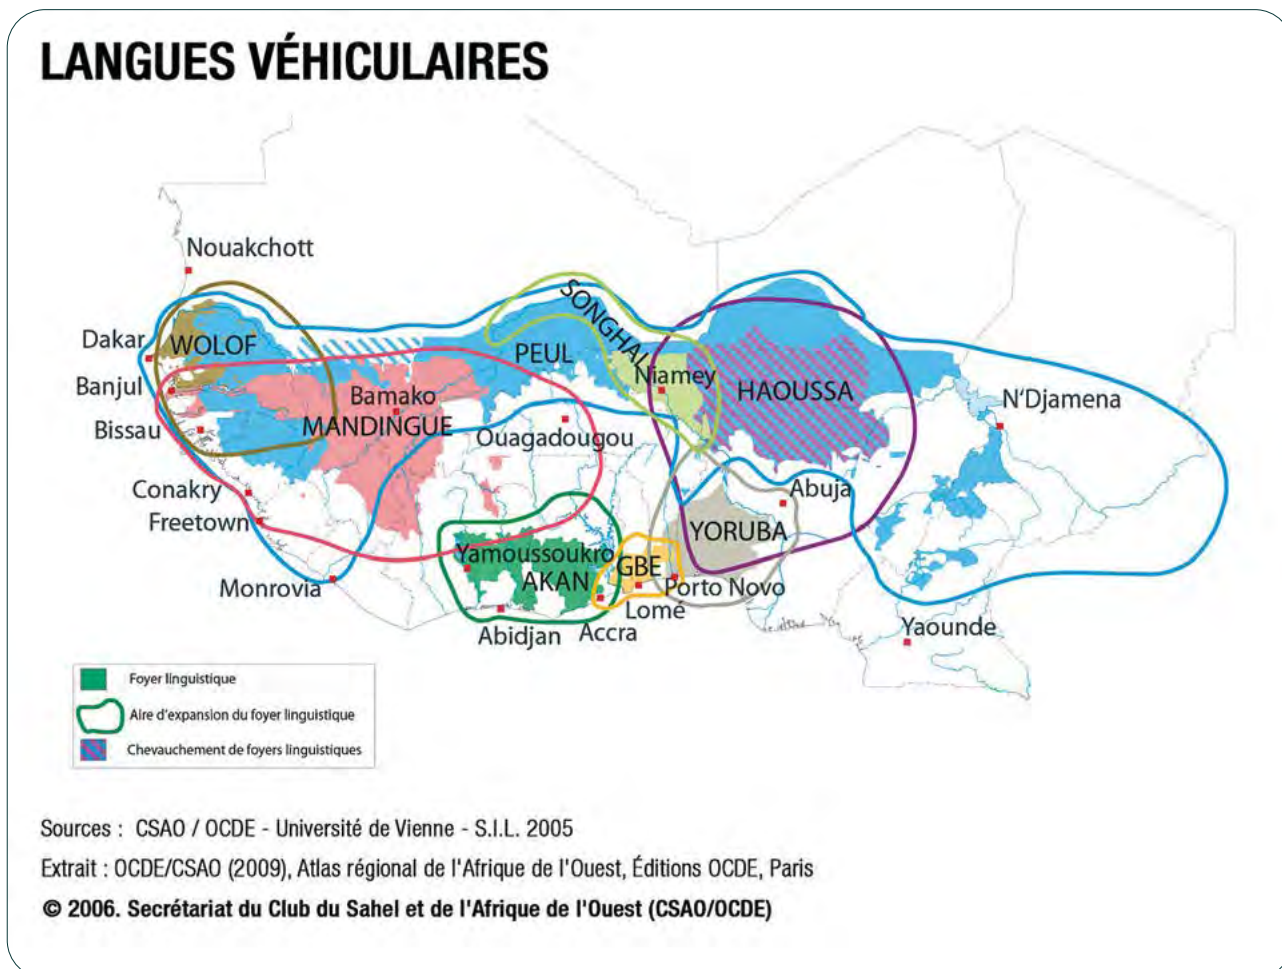 LANGUES VÉHICULAIRES
Nouakchott
SONGHAI
Dakar
WOLOF
PEUL
Niamey
HAOUSSA
Banjul
Bamako
N'Djamena
MANDINGUE
Bissau
Ouagadougou
Conakry
Abuja
Freetown
YORUBA
Yamoussoukro
GBE
AKAN
Porto Novo
Monrovia
Lomé
Abidjan
Accra
Yaounde
Foyer linguistique
Aire d'expansion du foyer linguistique
Chevauchement de foyers linguistiques
Sources : CSAO / OCDE - Université de Vienne - S.I.L. 2005
Extrait : OCDE/CSAO (2009), Atlas régional de l'Afrique de l'Ouest, Éditions OCDE, Paris
© 2006. Secrétariat du Club du Sahel et de l'Afrique de l'Ouest (CSAO/OCDE)